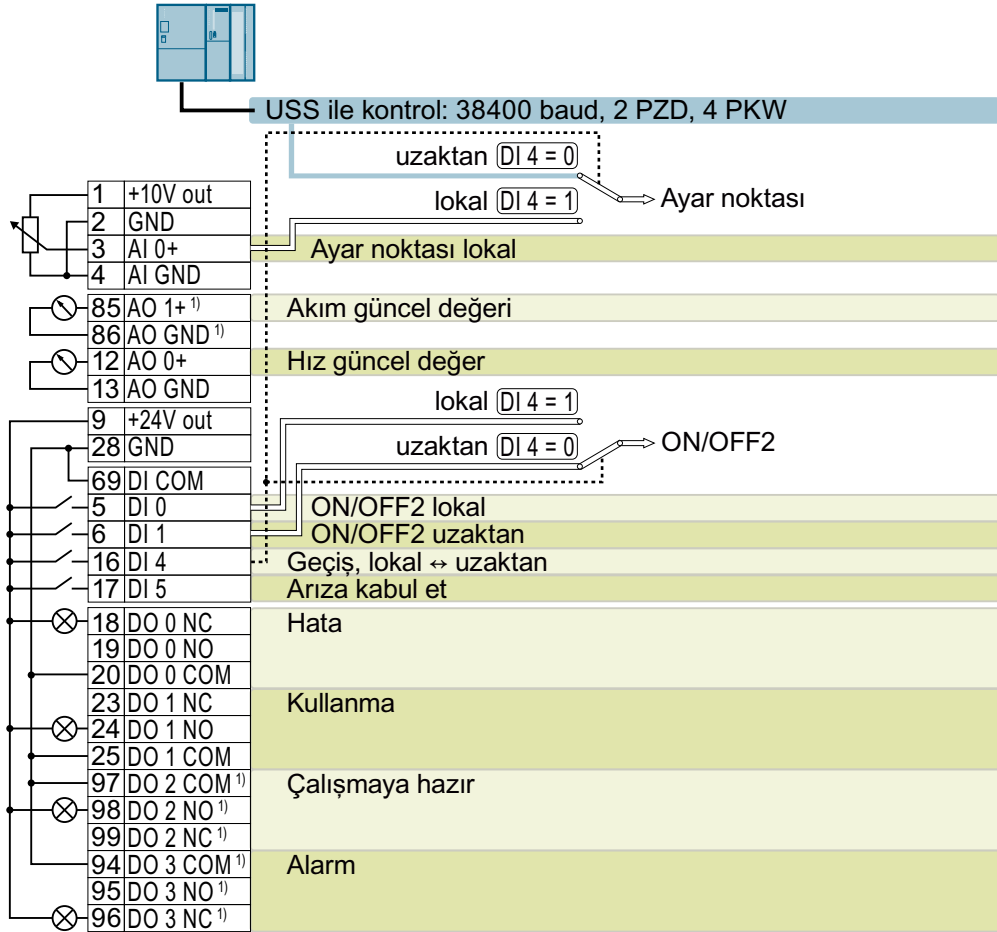 USS ile kontrol: 38400 baud, 2 PZD, 4 PKW
uzaktan DI 4 = 0
lokal DI 4 = 1
Ayar noktası
1 +10V out
2 GND
3 AI 0+ Ayar noktası lokal
4 AI GND
85 AO 1+ 1) Akım güncel değeri
86 AO GND 1)
12 AO 0+ Hız güncel değer
13 AO GND
lokal DI 4 = 1
9 +24V out
28 GND
uzaktan DI 4 = 0
ON/OFF2
69 DI COM
5 DI 0 ON/OFF2 lokal
6 DI 1 ON/OFF2 uzaktan
16 DI 4 Geçiş, lokal ↔ uzaktan
17 DI 5 Arıza kabul et
18 DO 0 NC Hata
19 DO 0 NO
20 DO 0 COM
23 DO 1 NC Kullanma
24 DO 1 NO
25 DO 1 COM
97 DO 2 COM 1) Çalışmaya hazır
98 DO 2 NO 1)
99 DO 2 NC 1)
94 DO 3 COM 1) Alarm
95 DO 3 NO 1)
96 DO 3 NC 1)